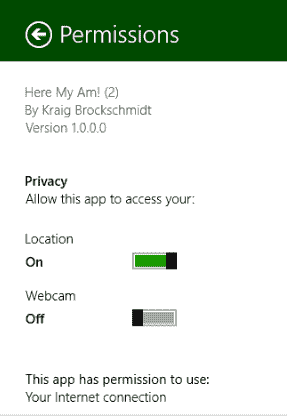 Permissions
Here My Am! (2)
By Kraig Brockschmidt
Version 1.0.0.0
Privacy
Allow this app to access your:
Location
On
Webcam
Off
This app has permission to use:
Your Internet connection